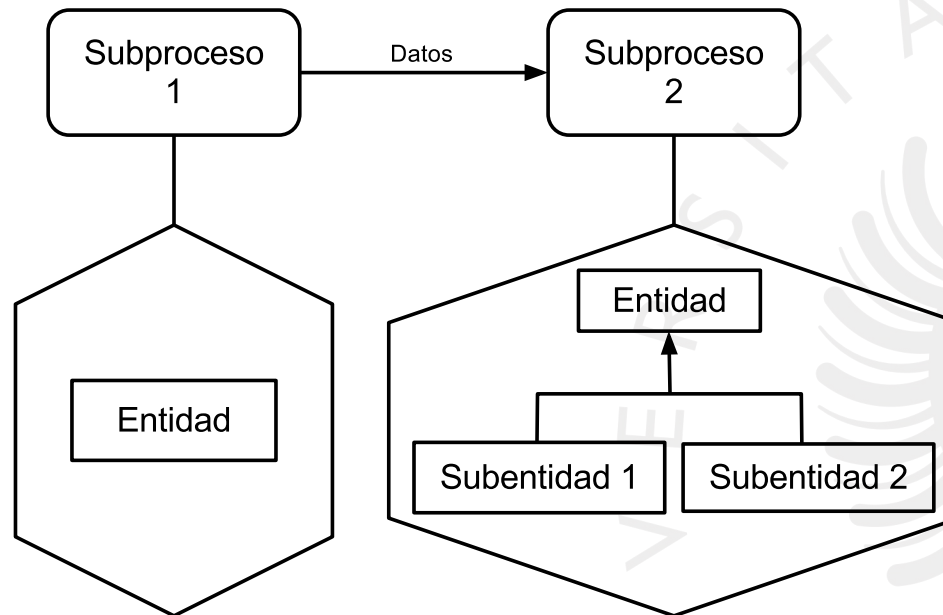 Subproceso
1
Datos
Subproceso
2
Entidad
Entidad
Subentidad 1
Subentidad 2
V E R S I T A